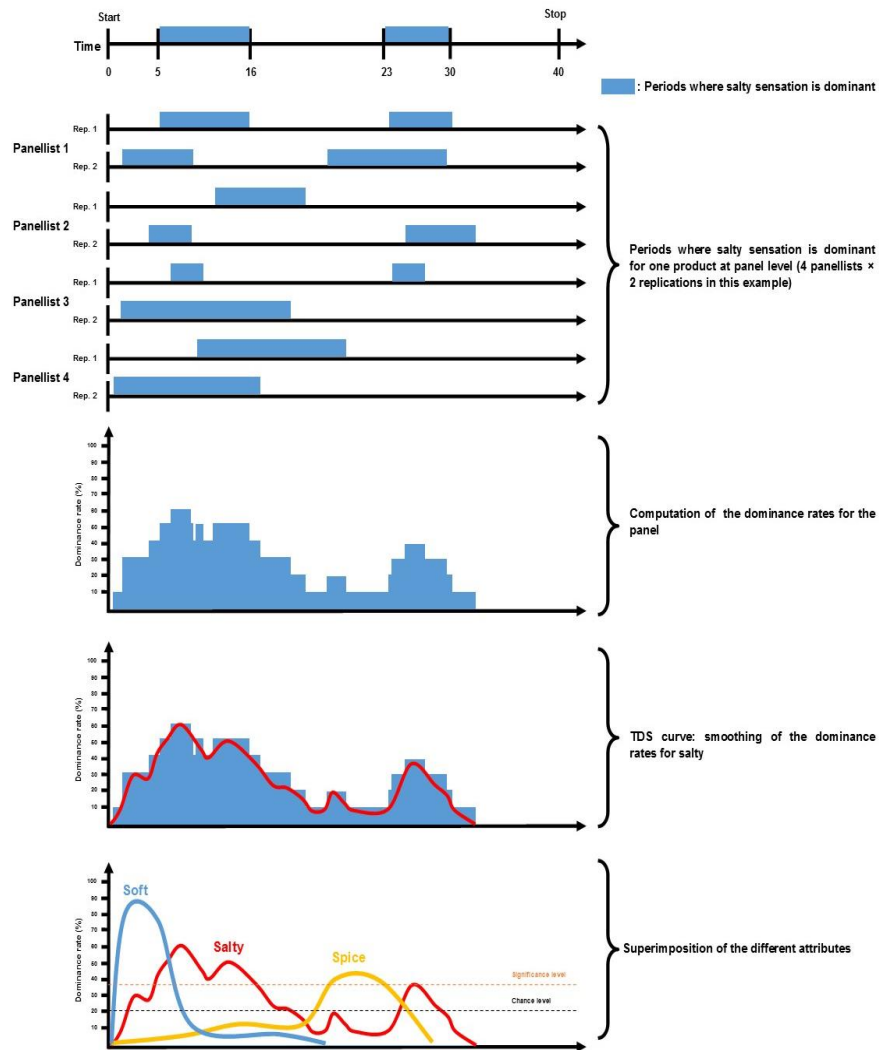 Start
Stop
Time
0 5 16 23 30 40
: Periods where salty sensation is dominant
Panellist 1
Rep. 1
Rep. 2
Panellist 2
Rep. 1
Rep. 2
Panellist 3
Rep. 1
Rep. 2
Panellist 4
Rep. 1
Rep. 2
Periods where salty sensation is dominant
for one product at panel level (4 panellists ×
2 replications in this example)
Dominance rate (%)
100
90
80
70
60
50
40
30
20
10
Computation of the dominance rates for the
panel
Dominance rate (%)
100
90
80
70
60
50
40
30
20
10
TDS curve: smoothing of the dominance
rates for salty
Dominance rate (%)
100
90
80
70
60
50
40
30
20
10
Soft
Salty
Spice
Significance level
Chance level
Superimposition of the different attributes